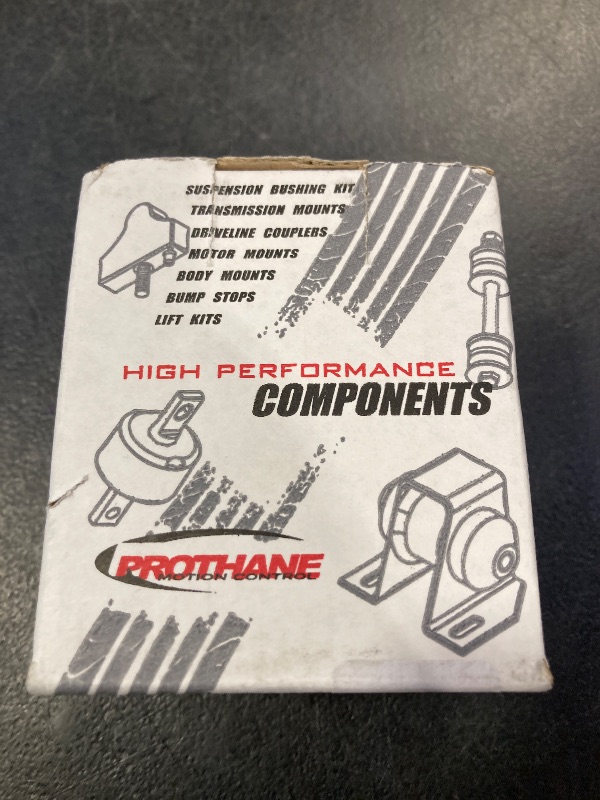 SUSPENSION BUSHING KIT
TRANSMISSION MOUNTS
DRIVELINE COUPLERS
MOTOR MOUNTS
BODY MOUNTS
BUMP STOPS
LIFT KITS
HIGH PERFORMANCE
COMPONENTS
PROTHANE
MOTION CONTROL